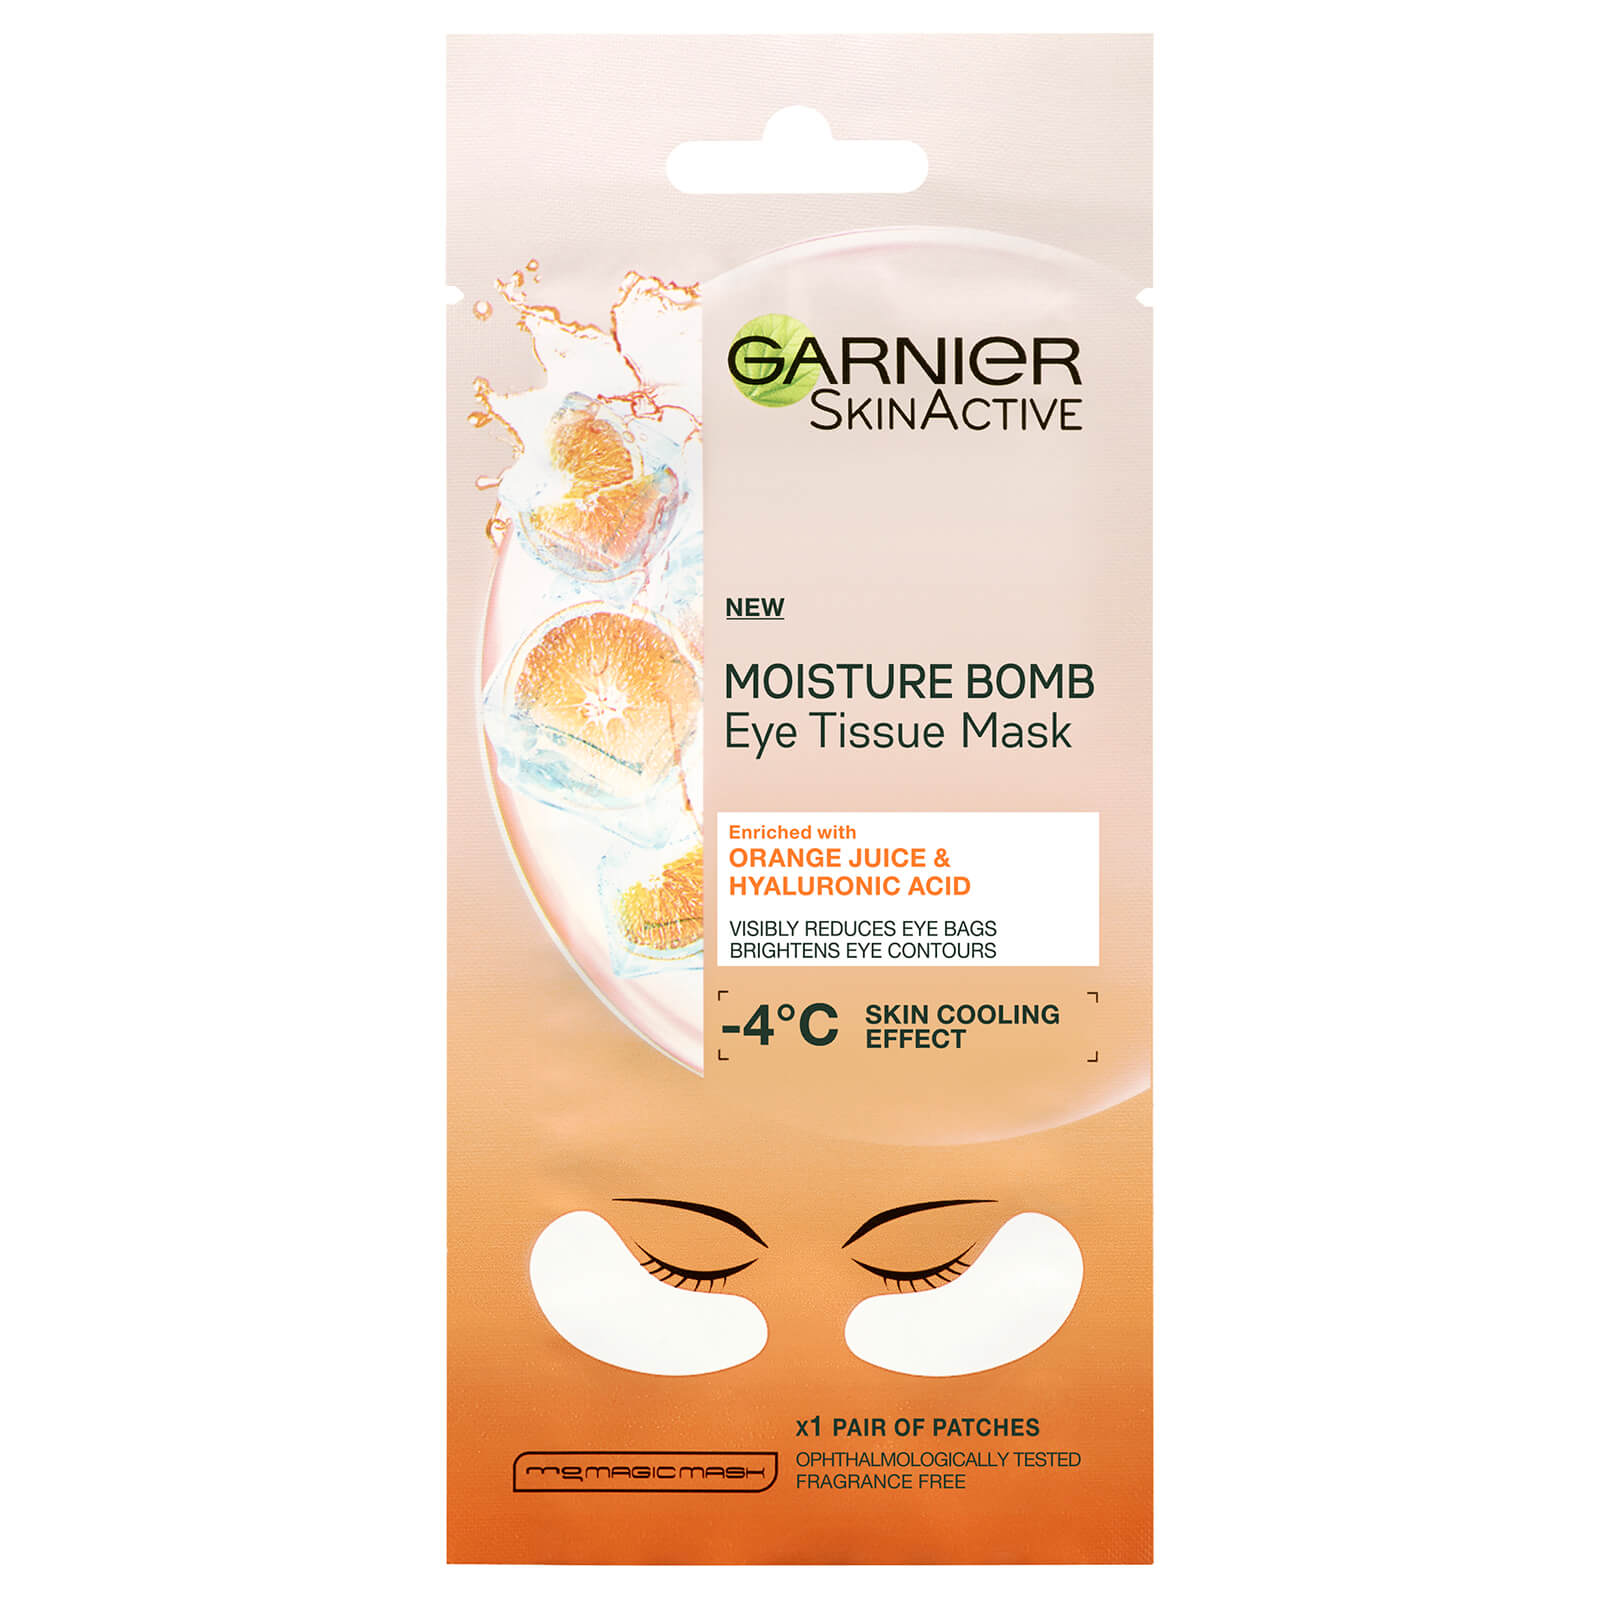 GARNIER
SKINACTIVE
NEW
MOISTURE BOMB
Eye Tissue Mask
Enriched with
ORANGE JUICE &
HYALURONIC ACID
VISIBLY REDUCES EYE BAGS
BRIGHTENS EYE CONTOURS
-4°C SKIN COOLING
EFFECT
x1 PAIR OF PATCHES
OPHTHALMOLOGICALLY TESTED
FRAGRANCE FREE
mg MAGIC MASK